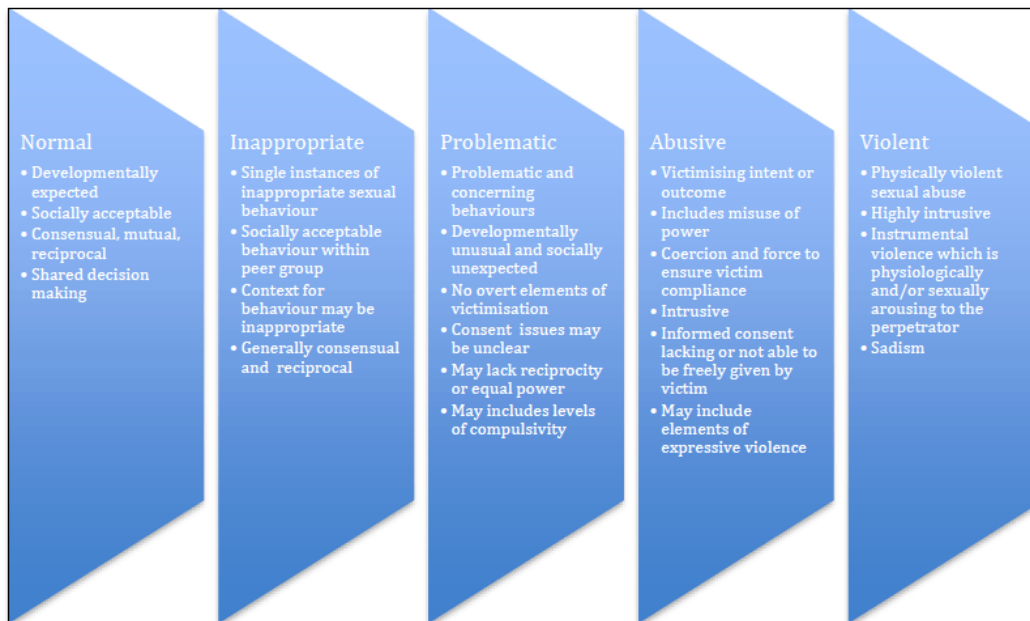 Normal
• Developmentally
expected
• Socially acceptable
• Consensual, mutual,
reciprocal
• Shared decision
making
Inappropriate
• Single instances of
inappropriate sexual
behaviour
• Socially acceptable
behaviour within
peer group
• Context for
behaviour may be
inappropriate
• Generally consensual
and reciprocal
Problematic
• Problematic and
concerning
behaviours
• Developmentally
unusual and socially
unexpected
• No overt elements of
victimisation
• Consent issues may
be unclear
• May lack reciprocity
or equal power
• May includes levels
of compulsivity
Abusive
• Victimising intent or
outcome
• Includes misuse of
power
• Coercion and force to
ensure victim
compliance
• Intrusive
• Informed consent
lacking or not able to
be freely given by
victim
• May include
elements of
expressive violence
Violent
• Physically violent
sexual abuse
• Highly intrusive
• Instrumental
violence which is
physiologically
and/or sexually
arousing to the
perpetrator
• Sadism